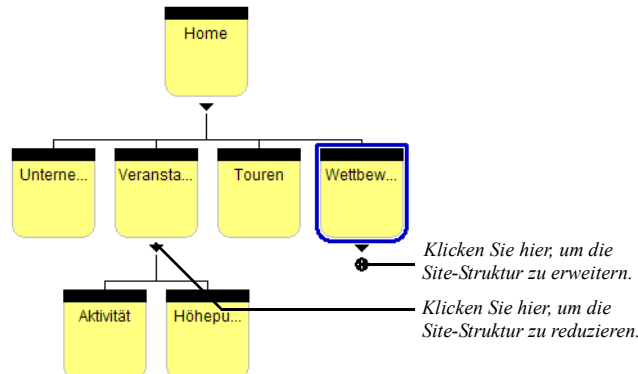 Home
Unterne...
Veransta...
Touren
Wettbew...
Klicken Sie hier, um die
Site-Struktur zu erweitern.
Klicken Sie hier, um die
Site-Struktur zu reduzieren.
Aktivität
Höhepu...